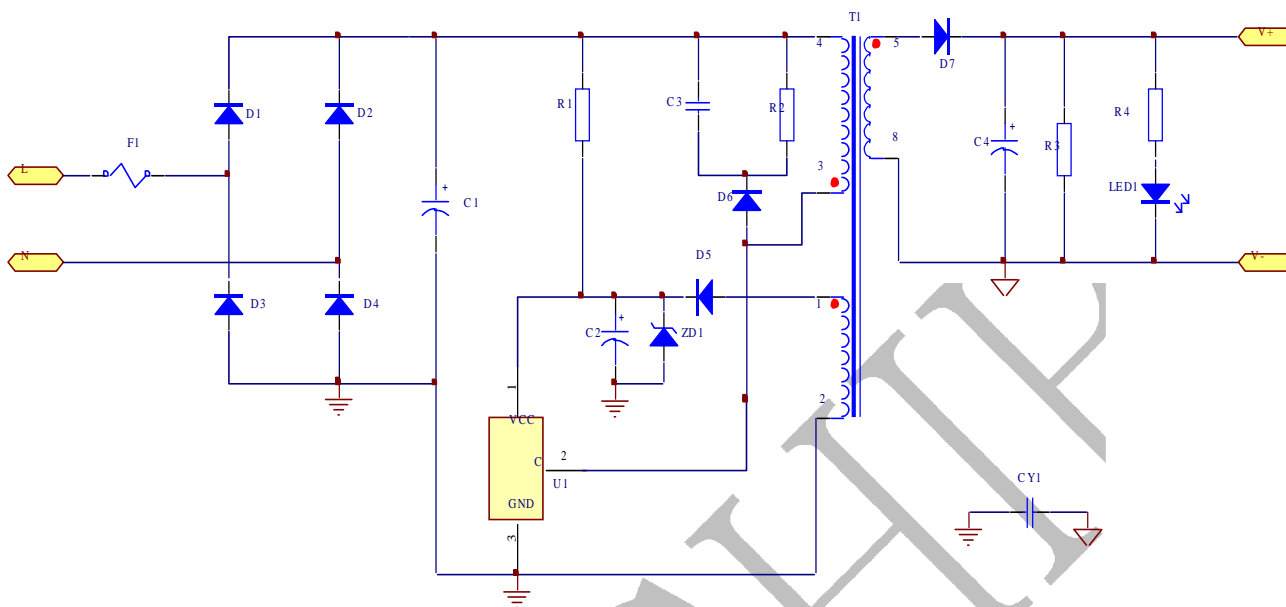 T1
4
5
V+
D7
D1
D2
R1
C3
R2
C4
R3
R4
F1
L
3
8
D6
LED1
+
C1
+
N
D5
V-
D3
D4
1
C2
+
ZD1
1
2
VCC
C
2
U1
GND
CY1
3